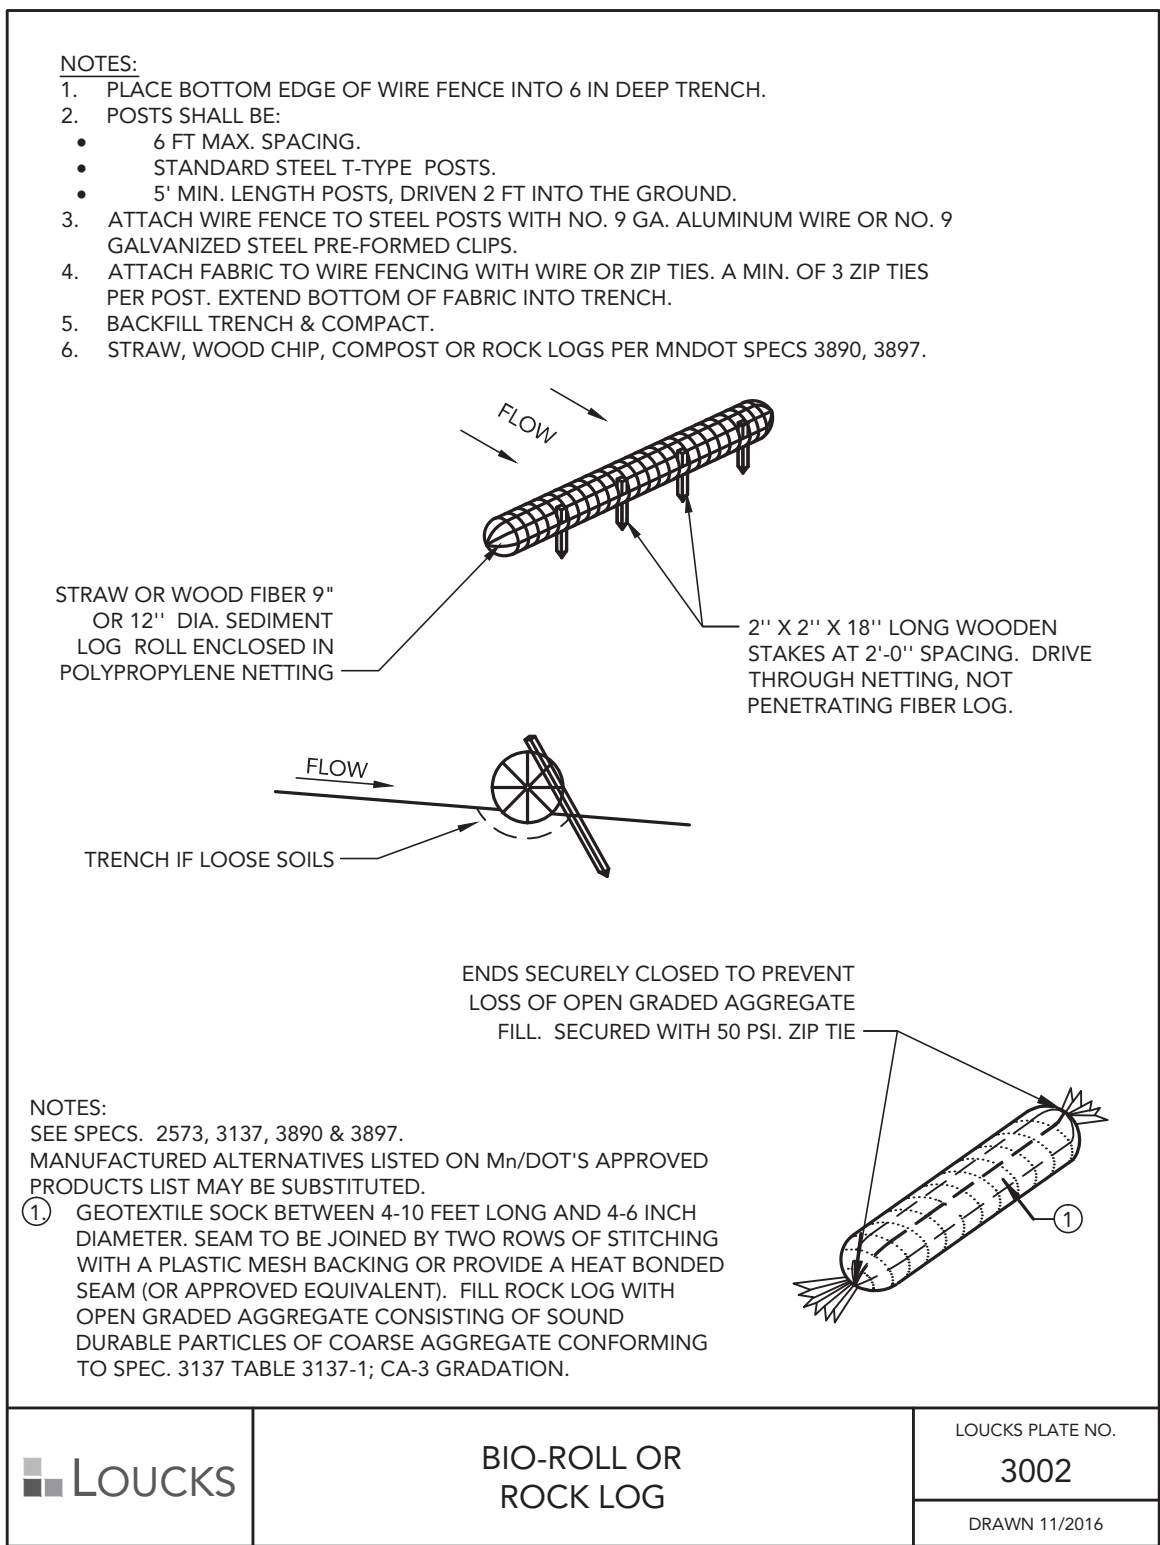 NOTES:
1. PLACE BOTTOM EDGE OF WIRE FENCE INTO 6 IN DEEP TRENCH.
2. POSTS SHALL BE:
• 6 FT MAX. SPACING.
• STANDARD STEEL T-TYPE POSTS.
• 5' MIN. LENGTH POSTS, DRIVEN 2 FT INTO THE GROUND.
3. ATTACH WIRE FENCE TO STEEL POSTS WITH NO. 9 GA. ALUMINUM WIRE OR NO. 9
GALVANIZED STEEL PRE-FORMED CLIPS.
4. ATTACH FABRIC TO WIRE FENCING WITH WIRE OR ZIP TIES. A MIN. OF 3 ZIP TIES
PER POST. EXTEND BOTTOM OF FABRIC INTO TRENCH.
5. BACKFILL TRENCH & COMPACT.
6. STRAW, WOOD CHIP, COMPOST OR ROCK LOGS PER MNDOT SPECS 3890, 3897.
FLOW
STRAW OR WOOD FIBER 9"
OR 12'' DIA. SEDIMENT
LOG ROLL ENCLOSED IN
POLYPROPYLENE NETTING
2'' X 2'' X 18'' LONG WOODEN
STAKES AT 2'-0'' SPACING. DRIVE
THROUGH NETTING, NOT
PENETRATING FIBER LOG.
FLOW
TRENCH IF LOOSE SOILS
ENDS SECURELY CLOSED TO PREVENT
LOSS OF OPEN GRADED AGGREGATE
FILL. SECURED WITH 50 PSI. ZIP TIE
1
NOTES:
SEE SPECS. 2573, 3137, 3890 & 3897.
MANUFACTURED ALTERNATIVES LISTED ON Mn/DOT'S APPROVED
PRODUCTS LIST MAY BE SUBSTITUTED.
1. GEOTEXTILE SOCK BETWEEN 4-10 FEET LONG AND 4-6 INCH
DIAMETER. SEAM TO BE JOINED BY TWO ROWS OF STITCHING
WITH A PLASTIC MESH BACKING OR PROVIDE A HEAT BONDED
SEAM (OR APPROVED EQUIVALENT). FILL ROCK LOG WITH
OPEN GRADED AGGREGATE CONSISTING OF SOUND
DURABLE PARTICLES OF COARSE AGGREGATE CONFORMING
TO SPEC. 3137 TABLE 3137-1; CA-3 GRADATION.
LOUCKS
BIO-ROLL OR
ROCK LOG
LOUCKS PLATE NO.
3002
DRAWN 11/2016